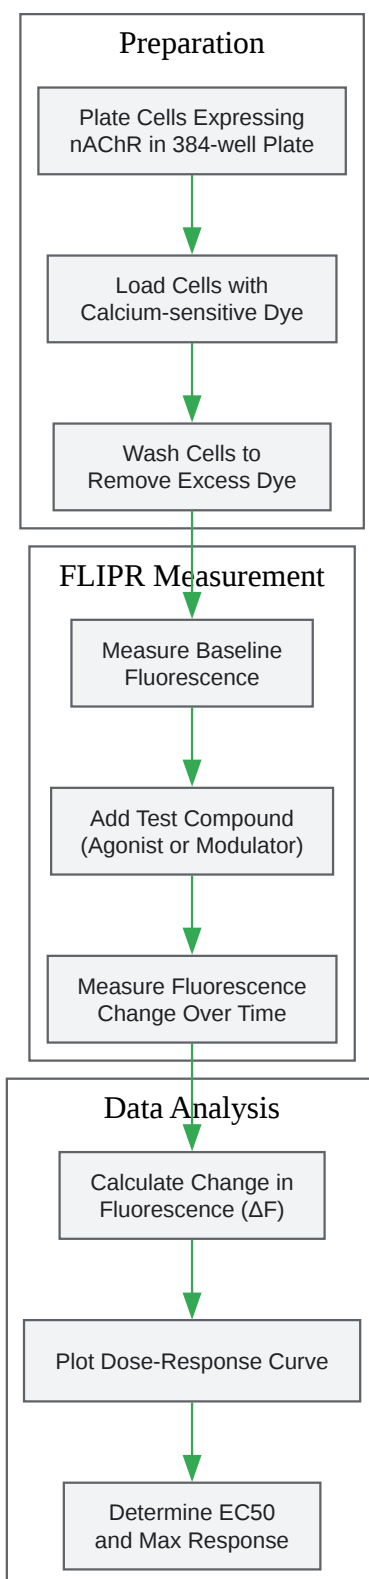 Preparation
Plate Cells Expressing
nAChR in 384-well Plate
Load Cells with
Calcium-sensitive Dye
Wash Cells to
Remove Excess Dye
FLIPR Measurement
Measure Baseline
Fluorescence
Add Test Compound
(Agonist or Modulator)
Measure Fluorescence
Change Over Time
Data Analysis
Calculate Change in
Fluorescence (ΔF)
Plot Dose-Response Curve
Determine EC50
and Max Response